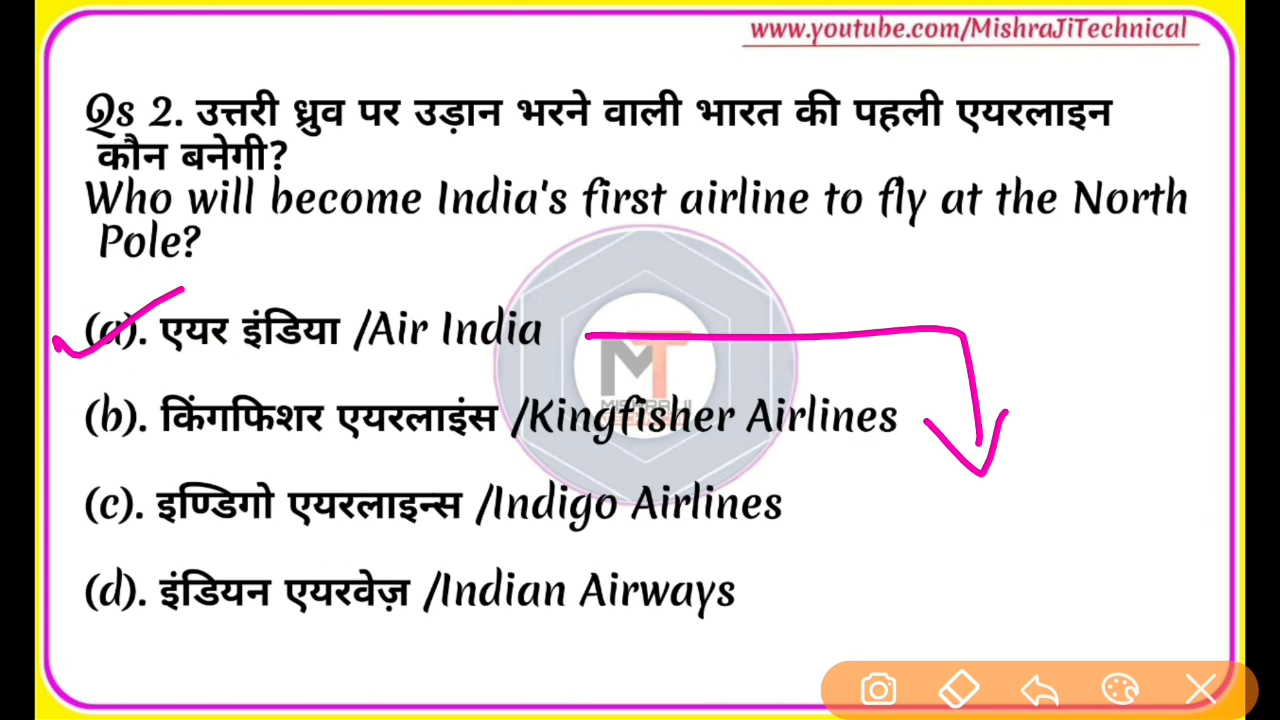 www.youtube.com/MishraJiTechnical
Qs 2. उत्तरी ध्रुव पर उड़ान भरने वाली भारत की पहली एयरलाइन
कौन बनेगी?
Who will become India's first airline to fly at the North
Pole?
(a). एयर इंडिया /Air India
MT
(b). किंगफिशर एयरलाइंस /Kingfisher Airlines
(c). इण्डिगो एयरलाइन्स /Indigo Airlines
(d). इंडियन एयरवेज़ /Indian Airways